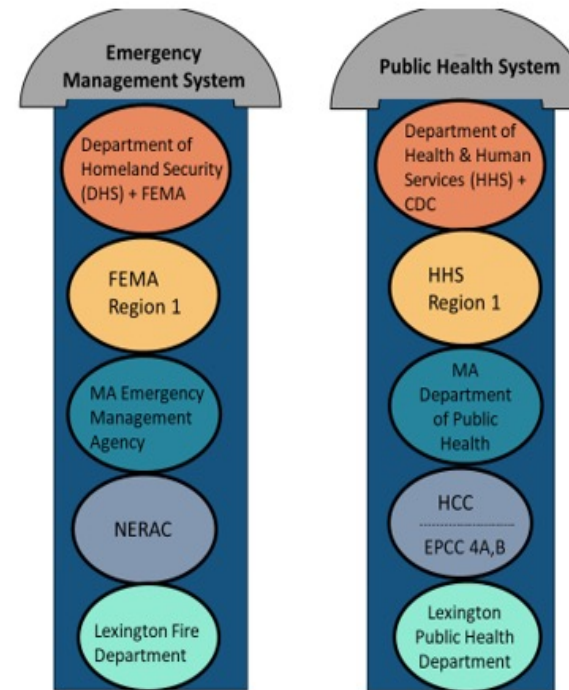 Emergency
Management System
Department of
Homeland Security
(DHS) + FEMA
FEMA
Region 1
MA Emergency
Management
Agency
NERAC
Lexington Fire
Department
Public Health System
Department of
Health & Human
Services (HHS) +
CDC
HHS
Region 1
MA
Department
of Public
Health
HCC
EPCC 4A,B
Lexington
Public Health
Department